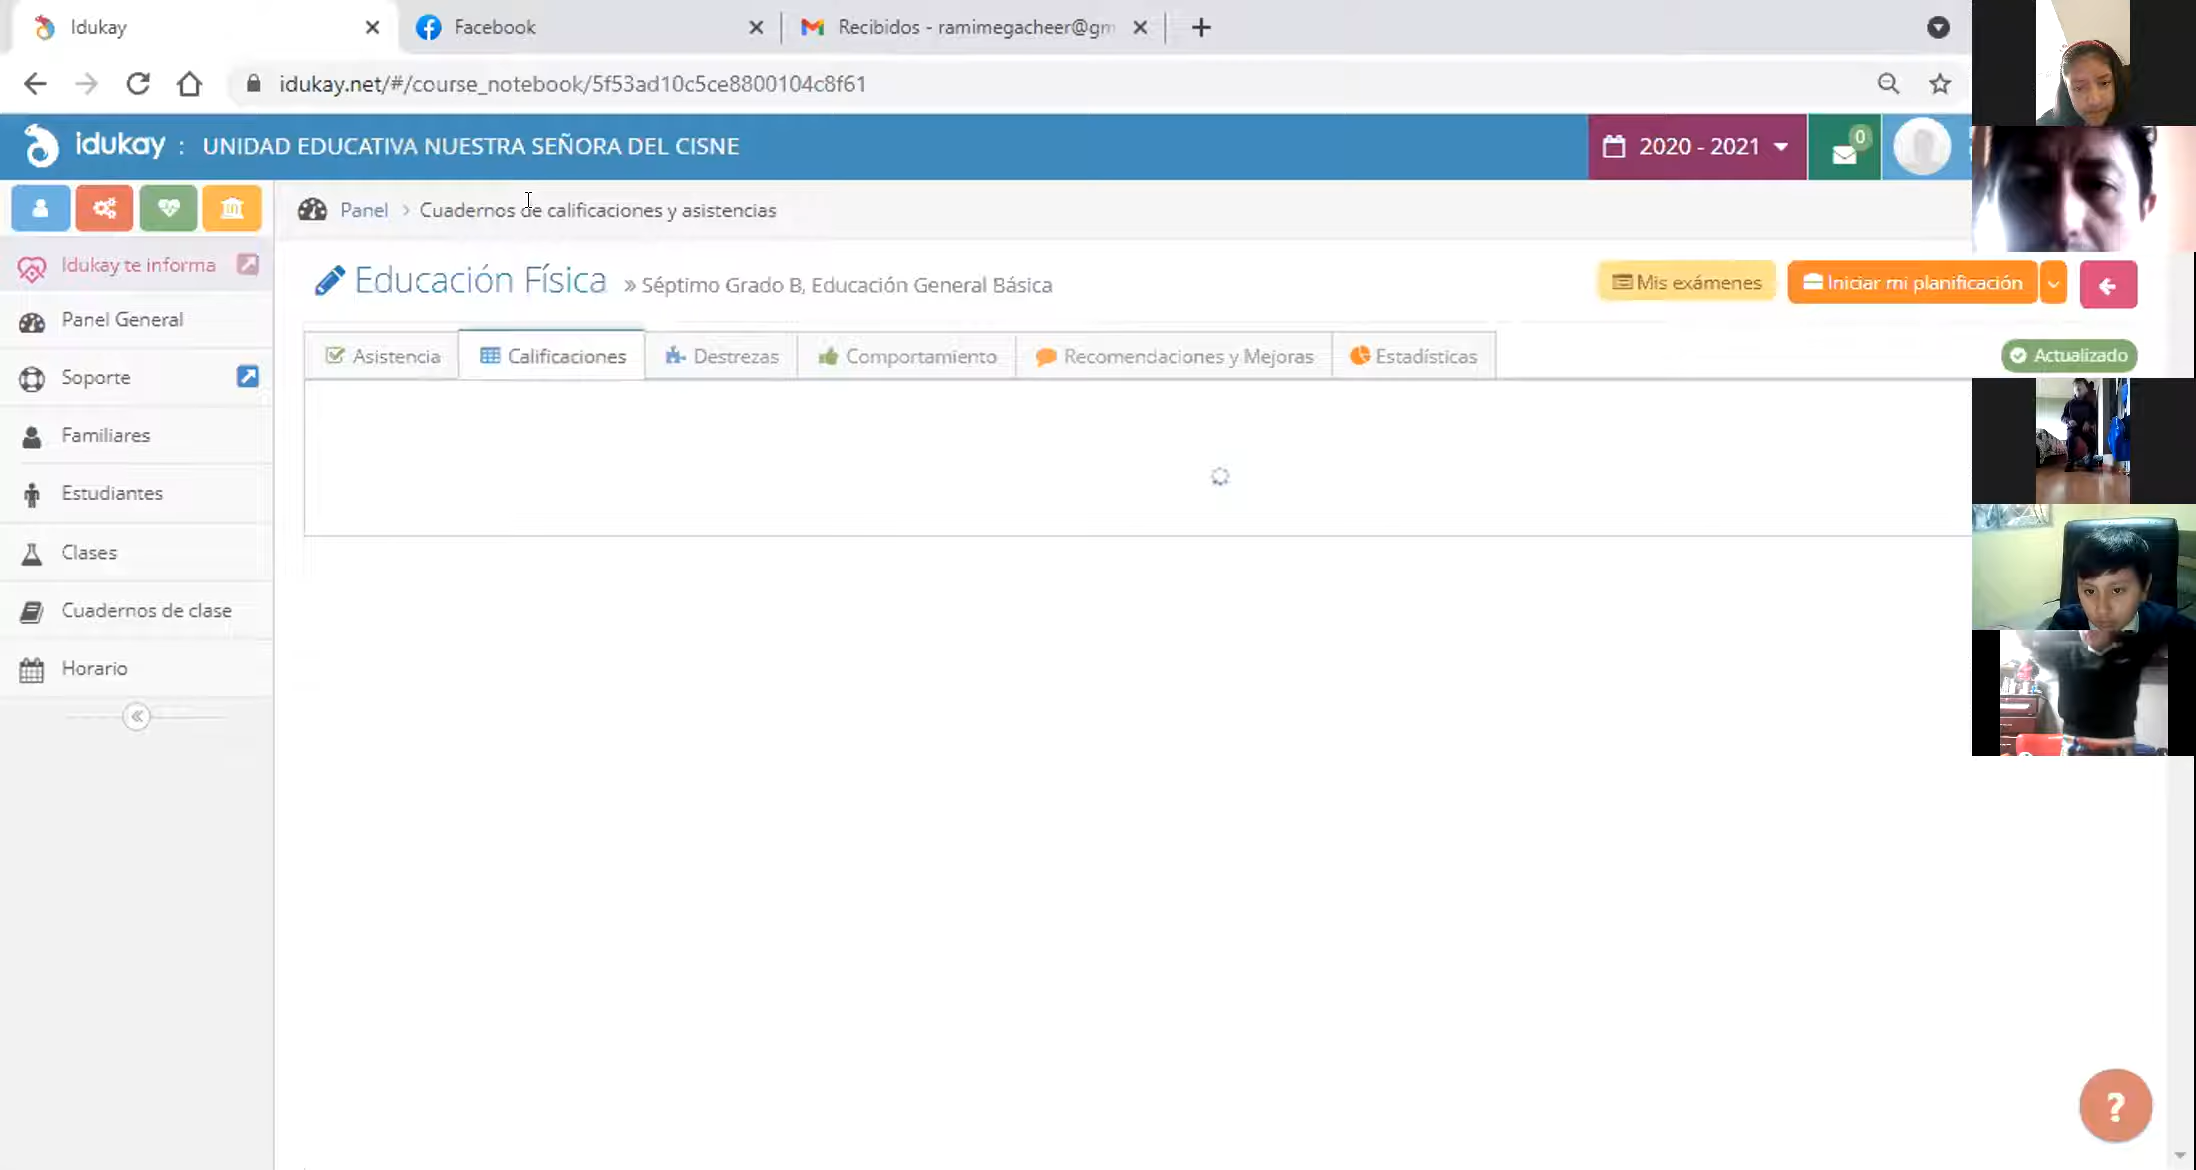 Idukay
Facebook
Recibidos - ramimegacheer@gm
idukay.net/#/course_notebook/5f53ad10c5ce8800104c8f61
idukay : UNIDAD EDUCATIVA NUESTRA SEÑORA DEL CISNE
2020 - 2021
0
Panel > Cuadernos de calificaciones y asistencias
Idukay te informa
Panel General
Soporte
Familiares
Estudiantes
Clases
Cuadernos de clase
Horario
Educación Física » Séptimo Grado B, Educación General Básica
Mis exámenes
Iniciar mi planificación
Asistencia
Calificaciones
Destrezas
Comportamiento
Recomendaciones y Mejoras
Estadísticas
Actualizado
?